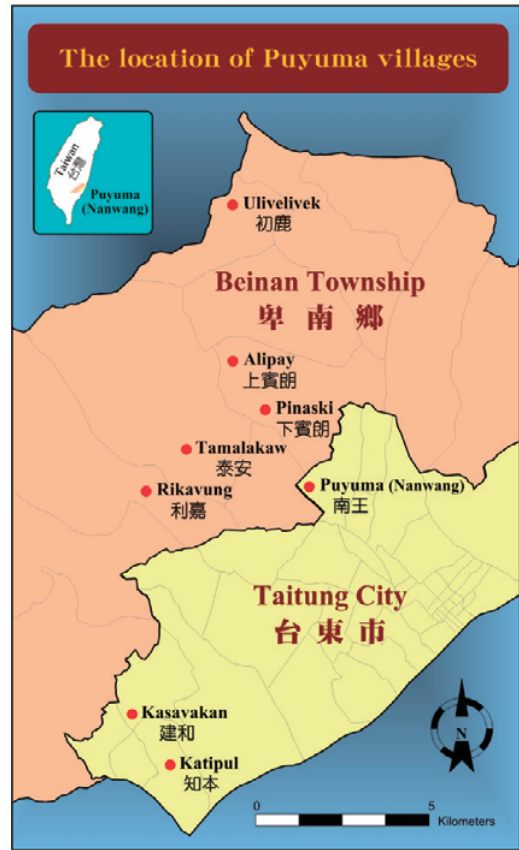 The location of Puyuma villages
Taiwan
台灣
Puyuma
(Nanwang)
Ulivelivek
初鹿
Beinan Township
卑南鄉
Alipay
上賓朗
Pinaski
下賓朗
Tamalakaw
泰安
Rikavung
利嘉
Puyuma (Nanwang)
南王
Taitung City
台東市
Kasavakan
建和
Katipul
知本
N
0 5
Kilometers